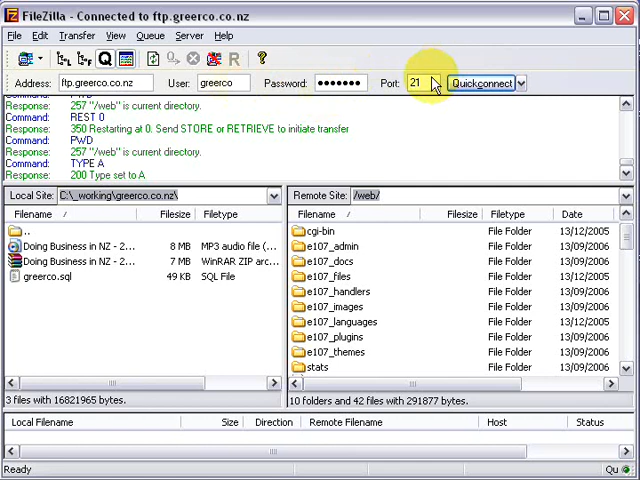 FileZilla - Connected to ftp.greerco.co.nz
File Edit Transfer View Queue Server Help
Address: ftp.greerco.co.nz User: greerco Password: ●●●●●●● Port: 21 Quickconnect
Response: 257 "/web" is current directory.
Command: REST 0
Response: 350 Restarting at 0. Send STORE or RETRIEVE to initiate transfer
Command: PWD
Response: 257 "/web" is current directory.
Command: TYPE A
Response: 200 Type set to A
Local Site: C:\_working\greerco.co.nz\
Filename / Filesize Filetype
..
Doing Business in NZ - 2... 8 MB MP3 audio file (...
Doing Business in NZ - 2... 7 MB WinRAR ZIP arc...
greerco.sql 49 KB SQL File
3 files with 16821965 bytes.
Remote Site: /web/
Filename / Filesize Filetype Date
cgi-bin File Folder 13/12/2005
e107_admin File Folder 13/09/2006
e107_docs File Folder 13/09/2006
e107_files File Folder 13/09/2006
e107_handlers File Folder 13/09/2006
e107_images File Folder 13/09/2006
e107_languages File Folder 13/12/2005
e107_plugins File Folder 13/09/2006
e107_themes File Folder 13/09/2006
stats File Folder 13/12/2005
10 folders and 42 files with 291877 bytes.
Local Filename Size Direction Remote Filename Host Status
Ready Qu